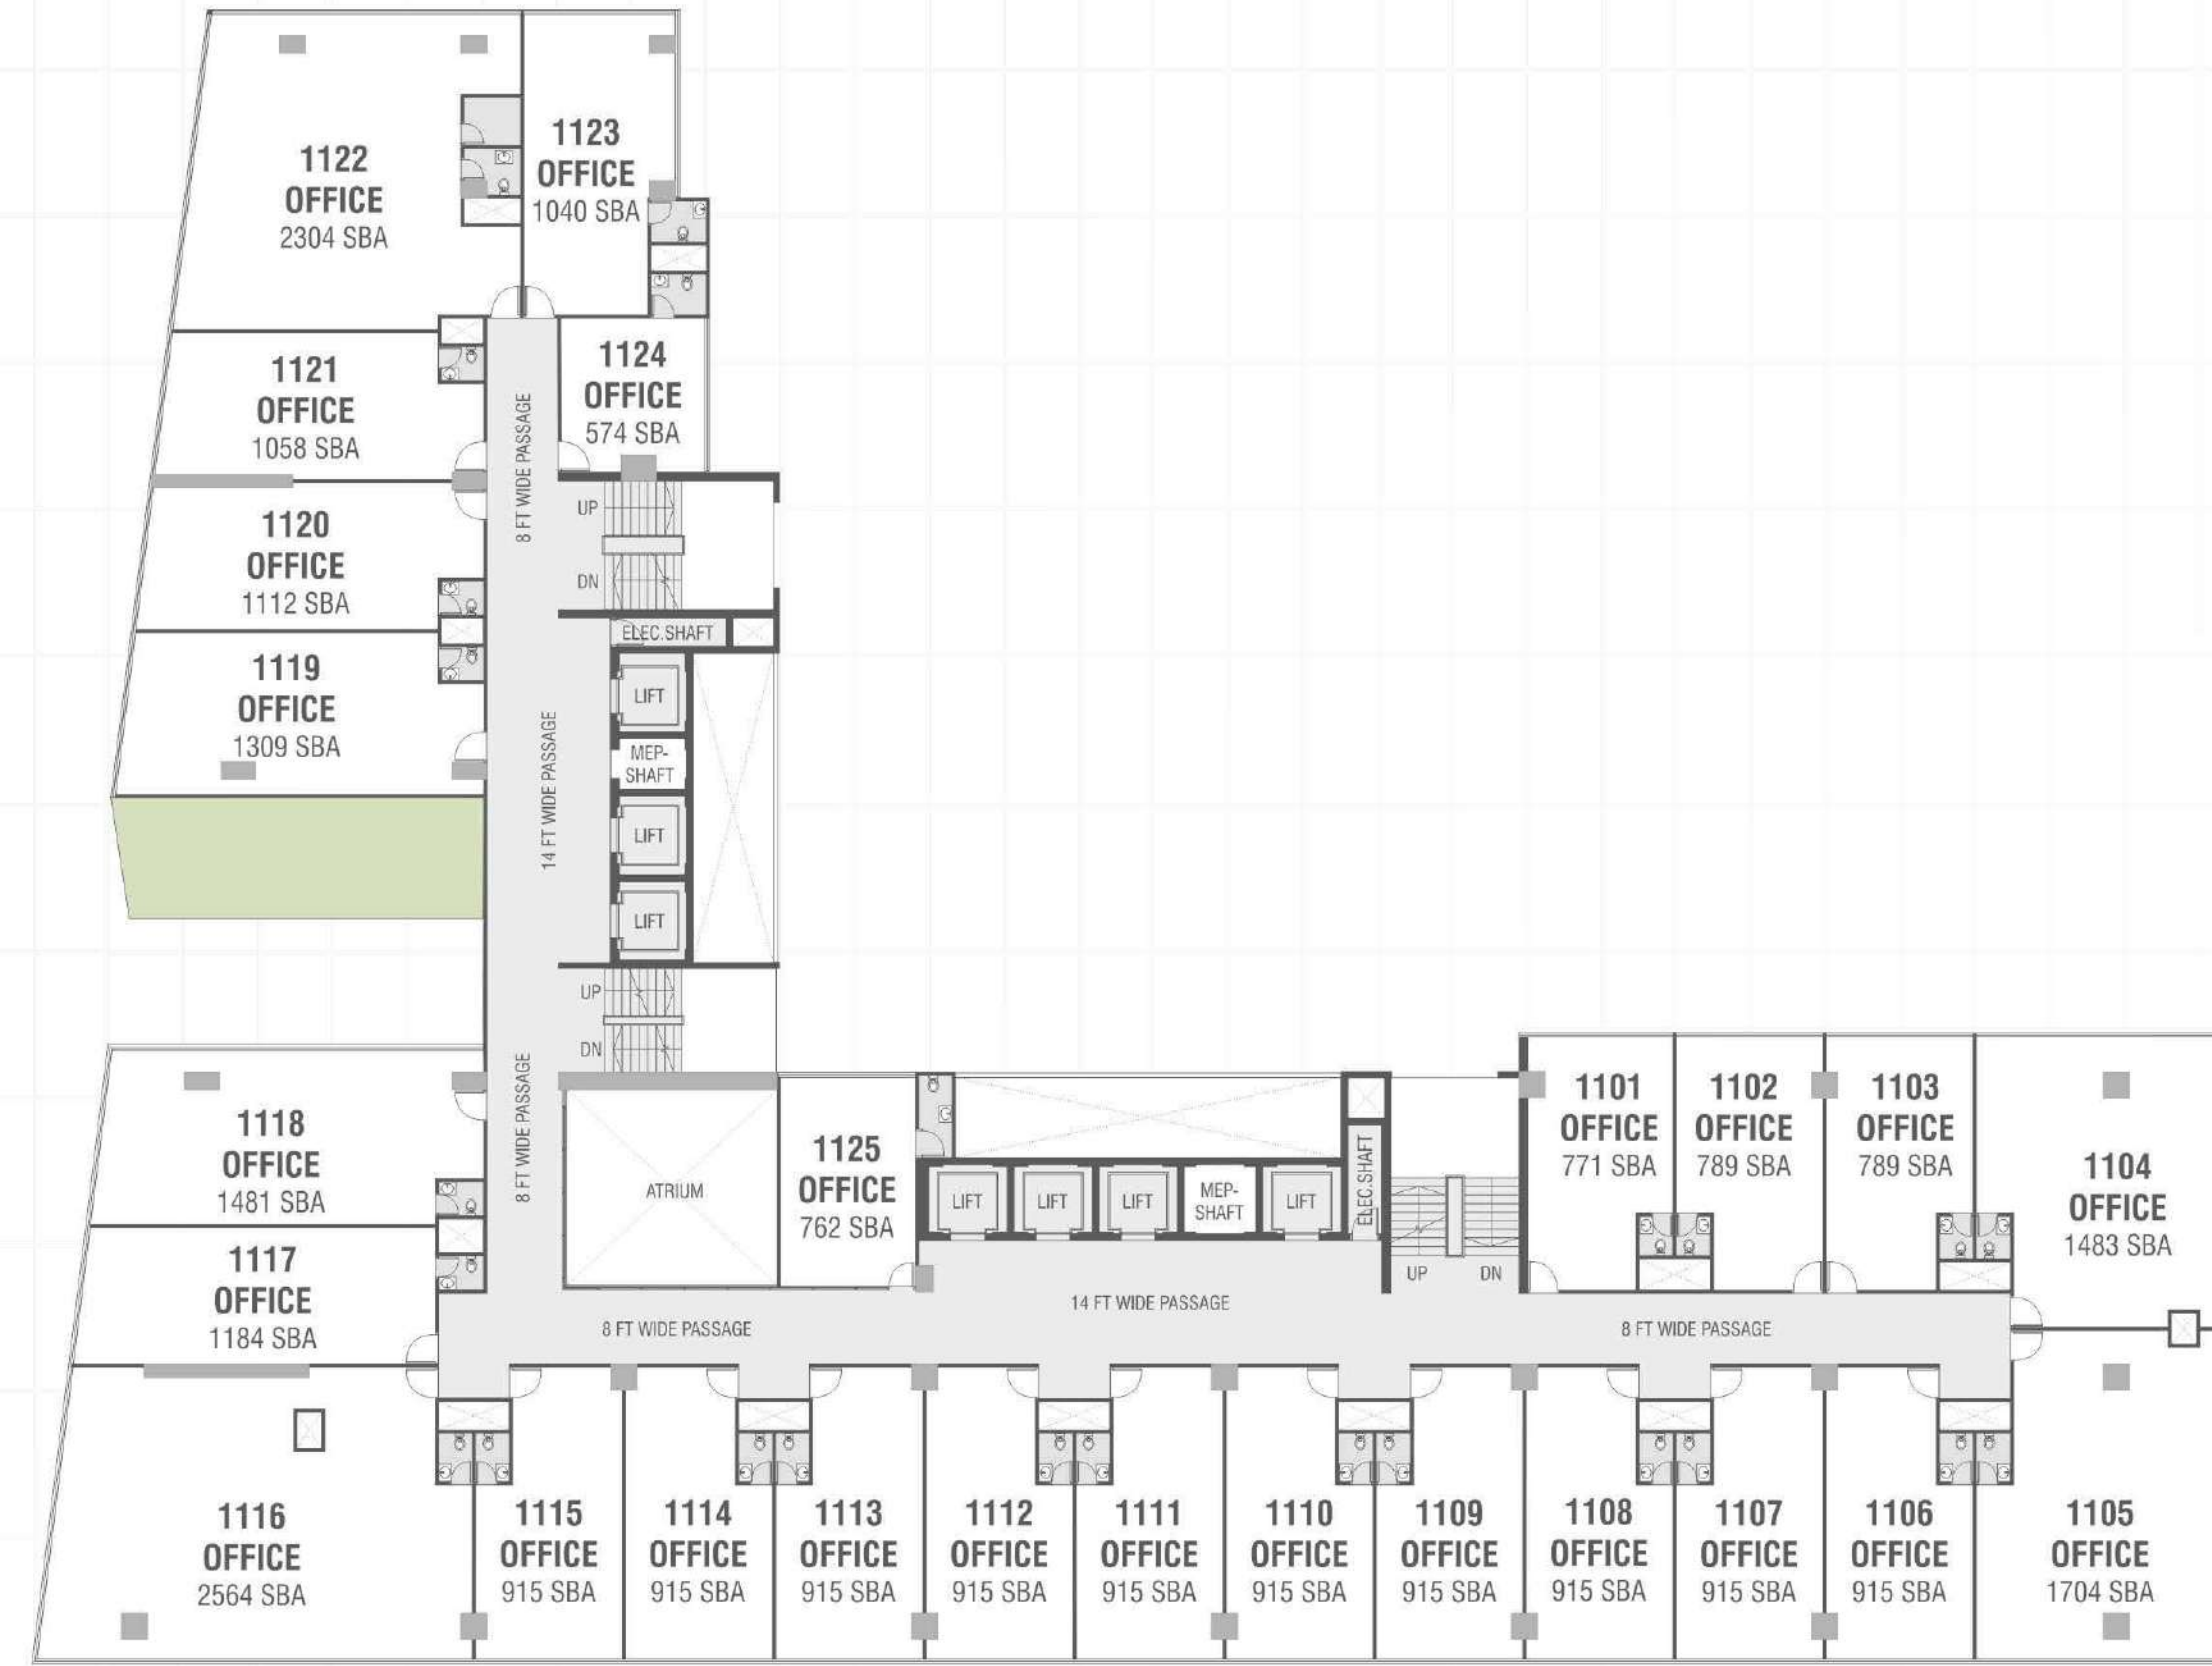 1122
OFFICE
2304 SBA
1123
OFFICE
1040 SBA
1121
OFFICE
1058 SBA
1124
OFFICE
574 SBA
8 FT WIDE PASSAGE
UP
DN
1120
OFFICE
1112 SBA
ELEC.SHAFT
1119
OFFICE
1309 SBA
14 FT WIDE PASSAGE
LIFT
MEP-
SHAFT
LIFT
LIFT
UP
DN
8 FT WIDE PASSAGE
1118
OFFICE
1481 SBA
ATRIUM
1125
OFFICE
762 SBA
LIFT
LIFT
LIFT
MEP-
SHAFT
LIFT
ELEC.SHAFT
UP
DN
1101
OFFICE
771 SBA
1102
OFFICE
789 SBA
1103
OFFICE
789 SBA
1104
OFFICE
1483 SBA
1117
OFFICE
1184 SBA
8 FT WIDE PASSAGE
14 FT WIDE PASSAGE
8 FT WIDE PASSAGE
1116
OFFICE
2564 SBA
1115
OFFICE
915 SBA
1114
OFFICE
915 SBA
1113
OFFICE
915 SBA
1112
OFFICE
915 SBA
1111
OFFICE
915 SBA
1110
OFFICE
915 SBA
1109
OFFICE
915 SBA
1108
OFFICE
915 SBA
1107
OFFICE
915 SBA
1106
OFFICE
915 SBA
1105
OFFICE
1704 SBA